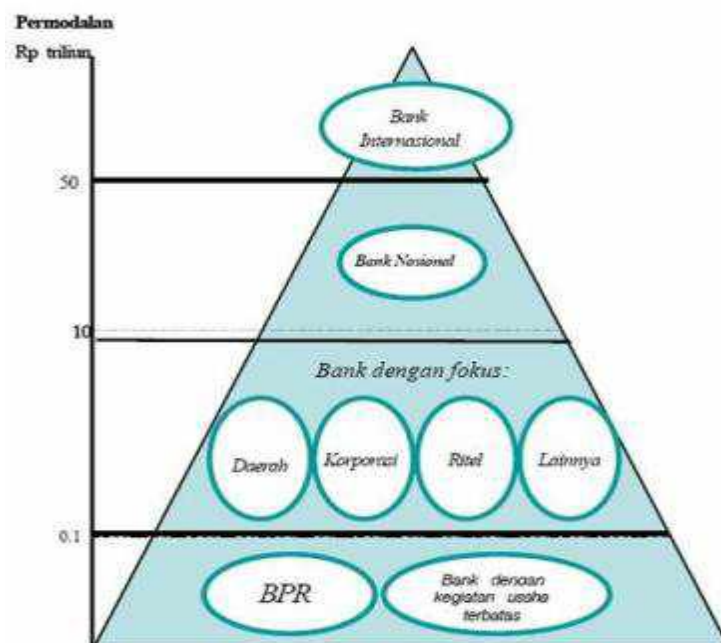 Permodalan
Rp triliun
Bank
Internasional
50
Bank Nasional
10
Bank dengan fokus:
Daerah
Korporasi
Ritel
Lainnya
0.1
BPR
Bank dengan
kegiatan usaha
terbatas